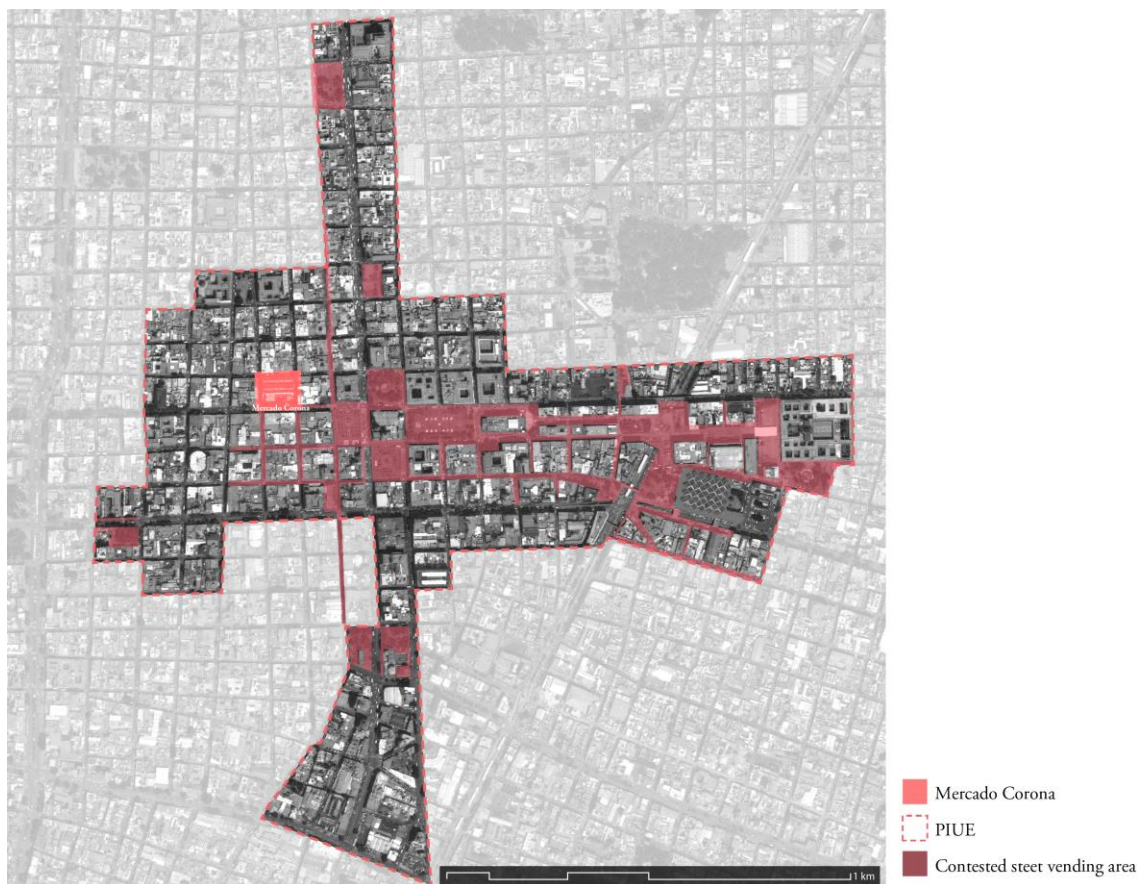 Mercado Corona
1 km
Mercado Corona
PIUE
Contested steet vending area